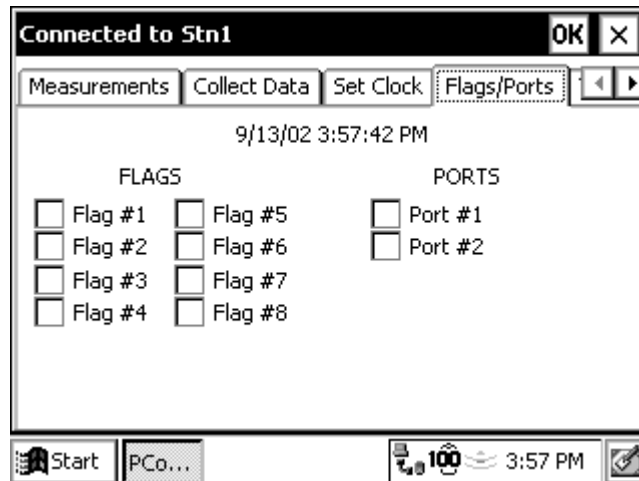 Connected to Stn1 OK ×
Measurements Collect Data Set Clock Flags/Ports
9/13/02 3:57:42 PM
FLAGS PORTS
Flag #1 Flag #5 Port #1
Flag #2 Flag #6 Port #2
Flag #3 Flag #7
Flag #4 Flag #8
Start PCo... 100 3:57 PM